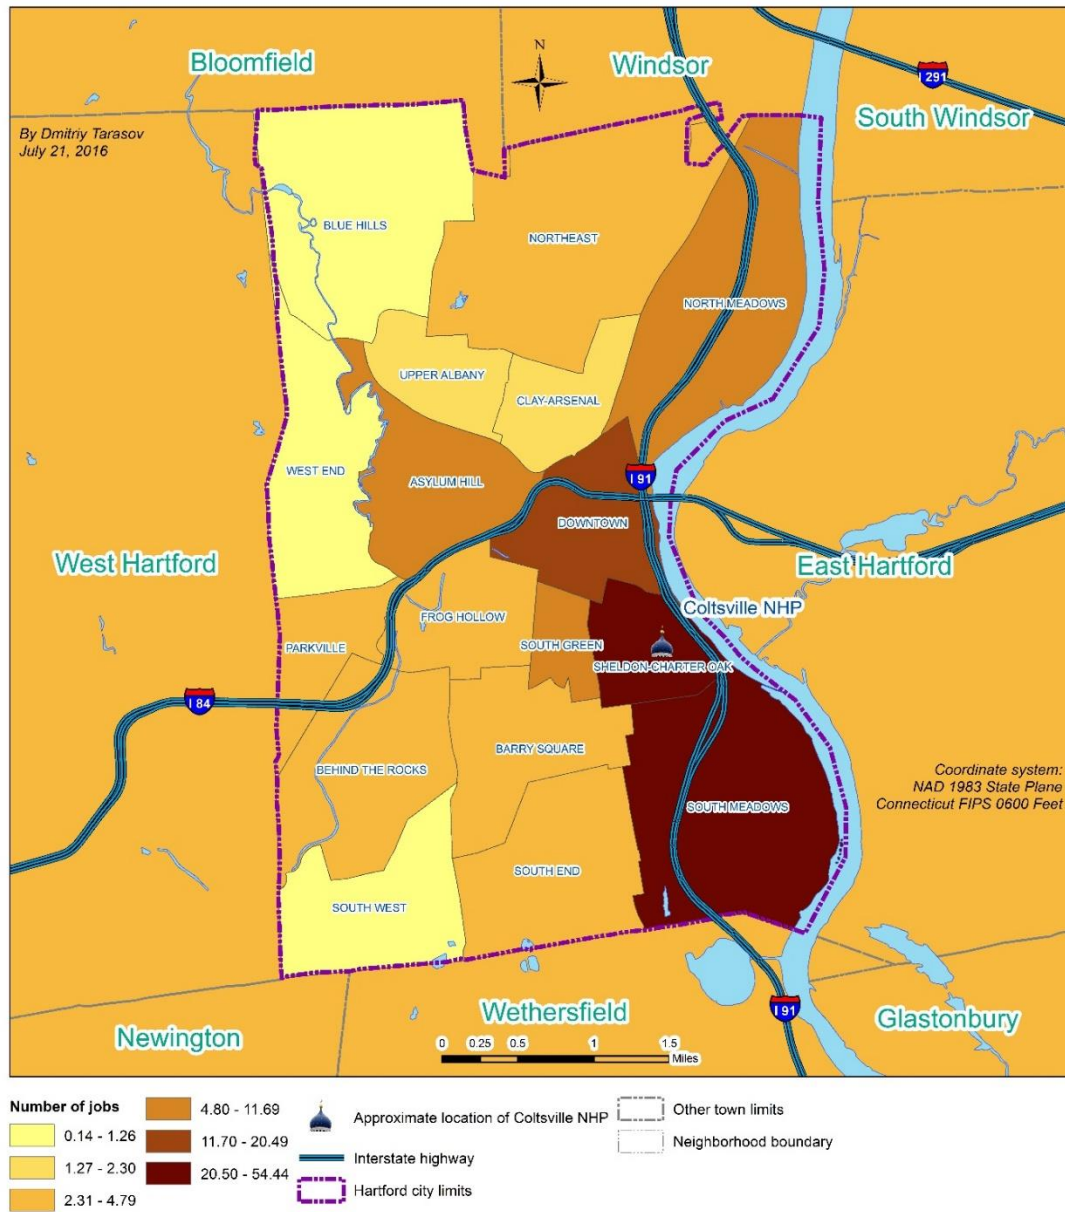 Bloomfield
Windsor
I 291
South Windsor
N
By Dmitriy Tarasov
July 21, 2016
BLUE HILLS
NORTHEAST
NORTH MEADOWS
UPPER ALBANY
CLAY-ARSENAL
WEST END
ASYLUM HILL
I 91
DOWNTOWN
West Hartford
East Hartford
Coltsville NHP
FROG HOLLOW
PARKVILLE
SOUTH GREEN
SHELDON-CHARTER OAK
I 84
BARRY SQUARE
BEHIND THE ROCKS
Coordinate system:
NAD 1983 State Plane
Connecticut FIPS 0600 Feet
SOUTH MEADOWS
SOUTH END
SOUTH WEST
I 91
Newington
Wethersfield
Glastonbury
0 0.25 0.5 1 1.5
Miles
Number of jobs
0.14 - 1.26
1.27 - 2.30
2.31 - 4.79
4.80 - 11.69
11.70 - 20.49
20.50 - 54.44
Approximate location of Coltsville NHP
Interstate highway
Hartford city limits
Other town limits
Neighborhood boundary